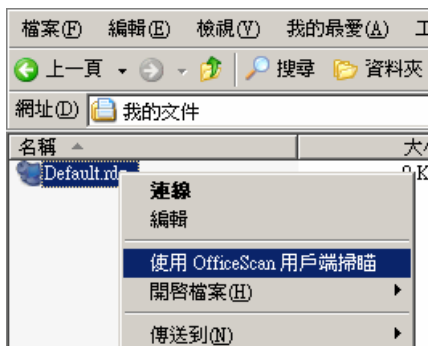 檔案(F) 編輯(E) 檢視(V) 我的最愛(A)
上一頁 搜尋 資料夾
網址(D) 我的文件
名稱
Default.rdp
連線
編輯
使用 OfficeScan 用戶端掃瞄
開啓檔案(H)
傳送到(N)